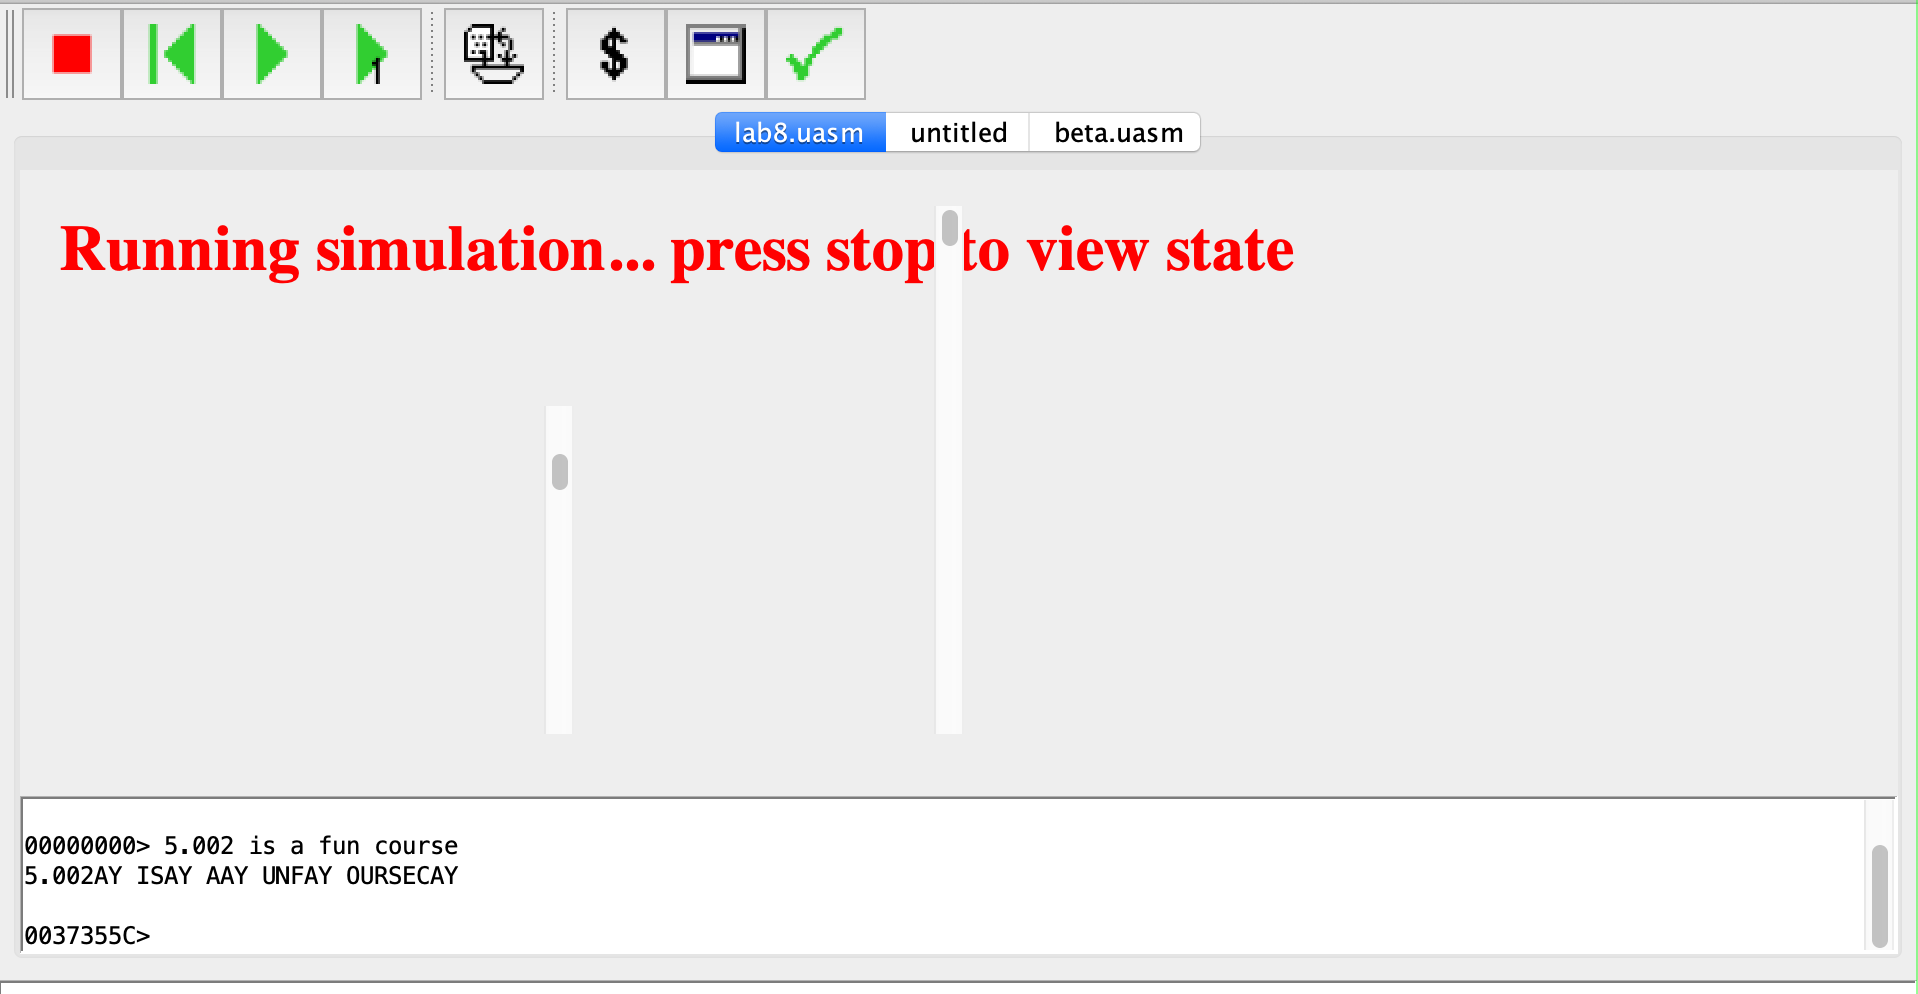 1
$
lab8.uasm untitled beta.uasm
Running simulation... press stop to view state
00000000> 5.002 is a fun course
5.002AY ISAY AAY UNFAY OURSECAY
0037355C>